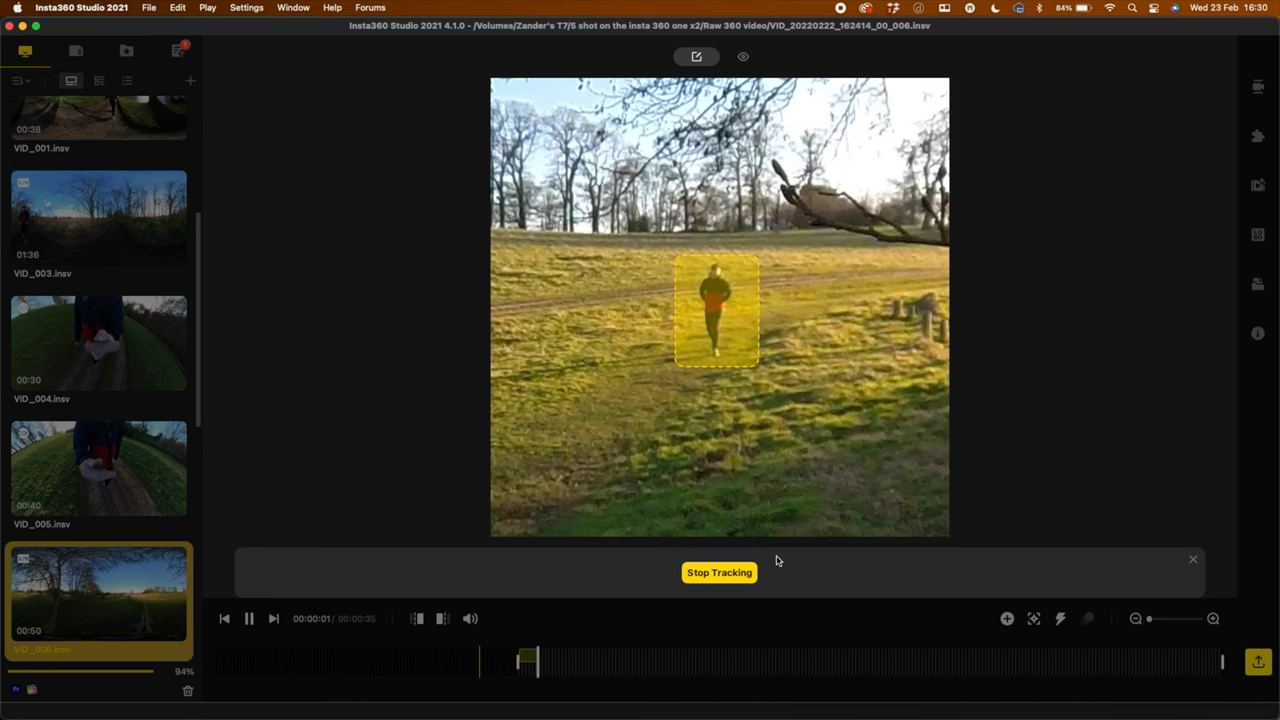 Insta360 Studio 2021 File Edit Play Settings Window Help Forums 84% Wed 23 Feb 16:30
Insta360 Studio 2021 4.1.0 - /Volumes/Zander's T7/5 shot on the insta 360 one x2/Raw 360 video/VID_20220222_162414_00_006.insv
1
00:38
VID_001.insv
01:36
VID_003.insv
00:30
VID_004.insv
00:40
VID_005.insv
00:50
VID_006.insv
Stop Tracking
00:00:01 / 00:00:35
94%
Pr